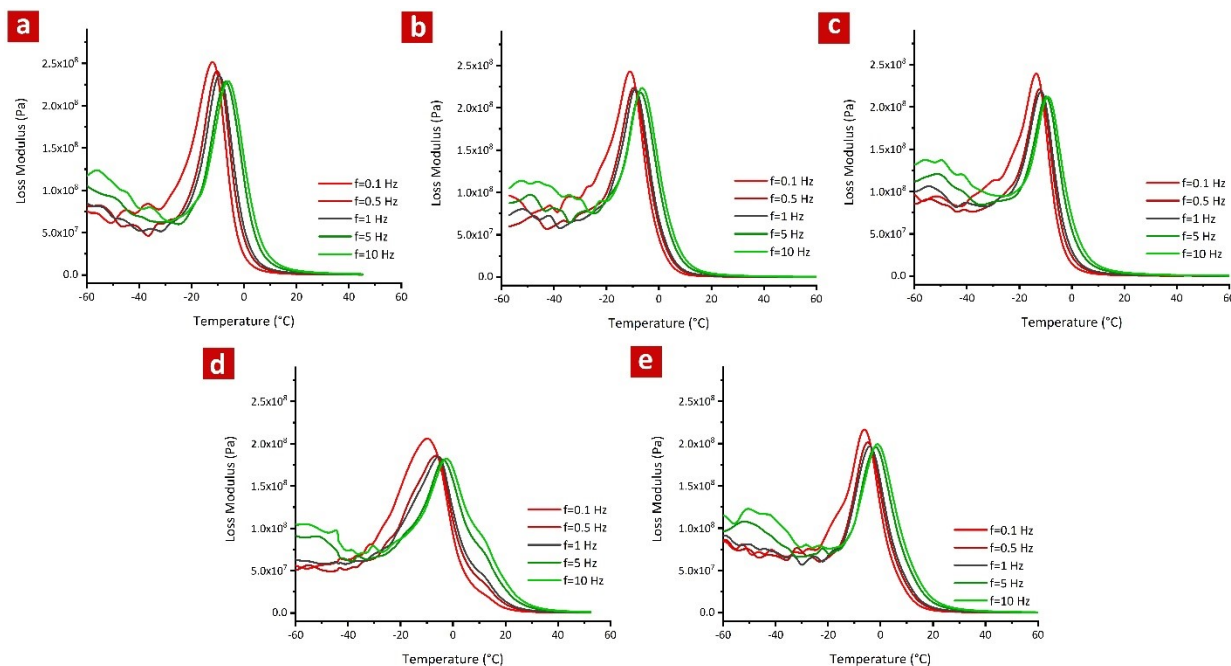 a
Loss Modulus (Pa)
2.5x10⁸
2.0x10⁸
1.5x10⁸
1.0x10⁸
5.0x10⁷
0.0
-60 -40 -20 0 20 40 60
Temperature (°C)
f=0.1 Hz
f=0.5 Hz
f=1 Hz
f=5 Hz
f=10 Hz
b
Loss Modulus (Pa)
2.5x10⁸
2.0x10⁸
1.5x10⁸
1.0x10⁸
5.0x10⁷
0.0
-60 -40 -20 0 20 40 60
Temperature (°C)
f=0.1 Hz
f=0.5 Hz
f=1 Hz
f=5 Hz
f=10 Hz
c
Loss Modulus (Pa)
2.5x10⁸
2.0x10⁸
1.5x10⁸
1.0x10⁸
5.0x10⁷
0.0
-60 -40 -20 0 20 40 60
Temperature (°C)
f=0.1 Hz
f=0.5 Hz
f=1 Hz
f=5 Hz
f=10 Hz
d
Loss Modulus (Pa)
2.5x10⁸
2.0x10⁸
1.5x10⁸
1.0x10⁸
5.0x10⁷
0.0
-60 -40 -20 0 20 40 60
Temperature (°C)
f=0.1 Hz
f=0.5 Hz
f=1 Hz
f=5 Hz
f=10 Hz
e
Loss Modulus (Pa)
2.5x10⁸
2.0x10⁸
1.5x10⁸
1.0x10⁸
5.0x10⁷
0.0
-60 -40 -20 0 20 40 60
Temperature (°C)
f=0.1 Hz
f=0.5 Hz
f=1 Hz
f=5 Hz
f=10 Hz